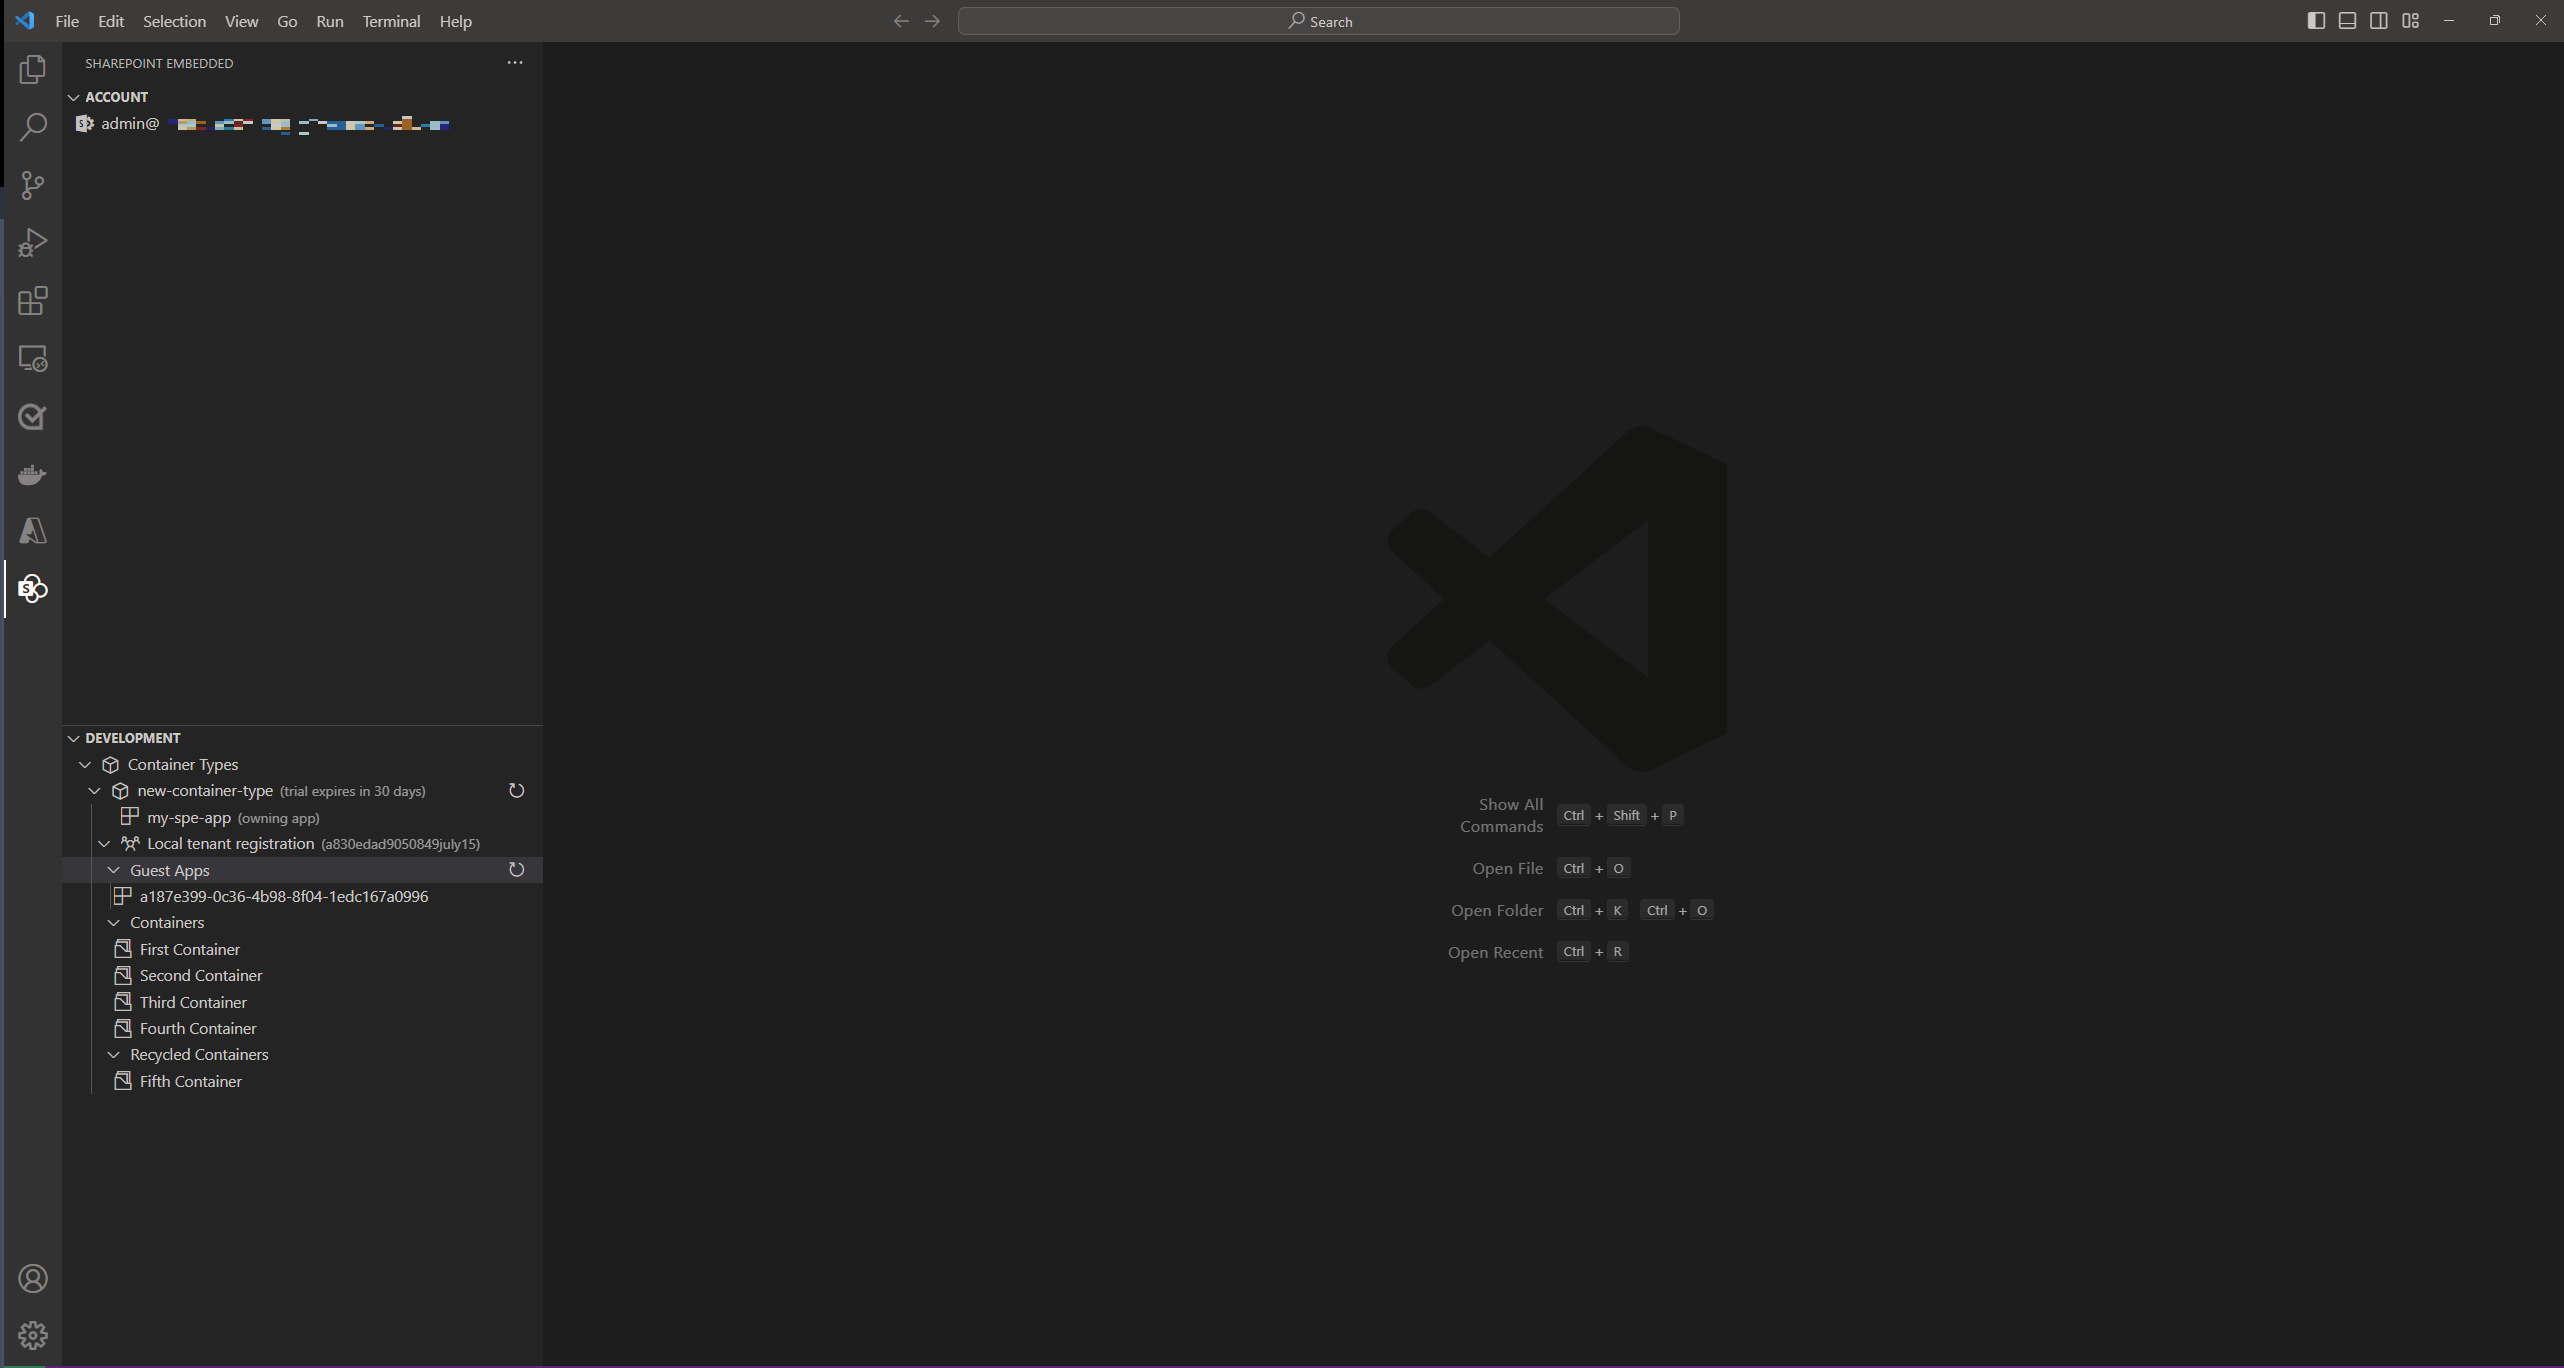 File Edit Selection View Go Run Terminal Help
Search
SHAREPOINT EMBEDDED
ACCOUNT
admin@
DEVELOPMENT
Container Types
new-container-type (trial expires in 30 days)
my-spe-app (owning app)
Local tenant registration (a830edad9050849july15)
Guest Apps
a187e399-0c36-4b98-8f04-1edc167a0996
Containers
First Container
Second Container
Third Container
Fourth Container
Recycled Containers
Fifth Container
Show All
Commands
Ctrl + Shift + P
Open File Ctrl + O
Open Folder Ctrl + K Ctrl + O
Open Recent Ctrl + R